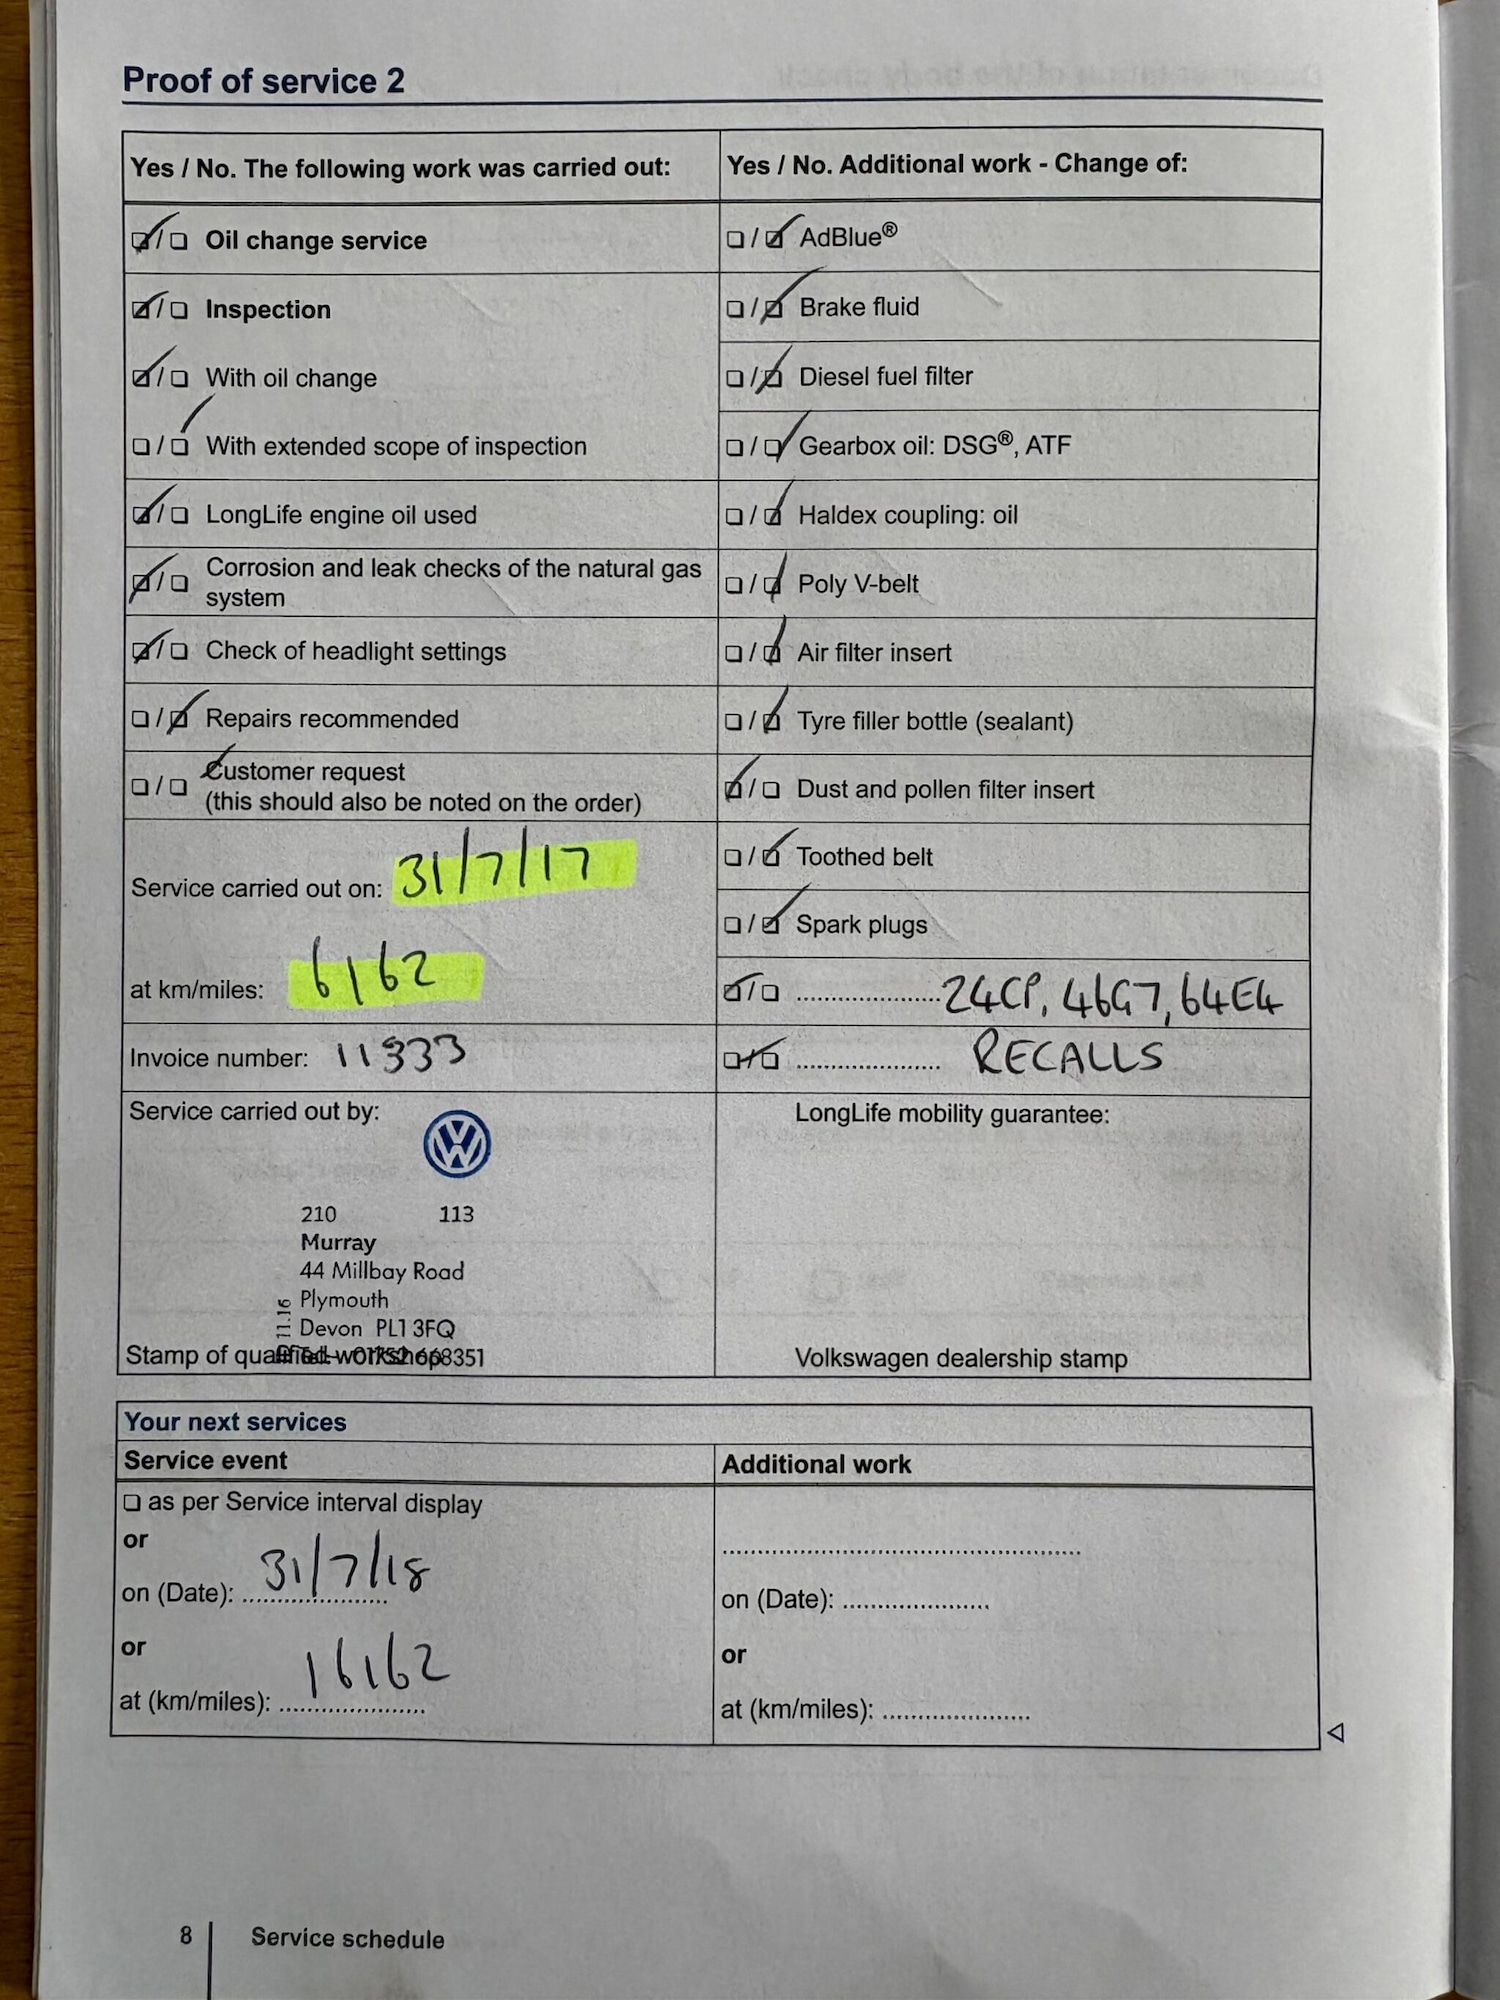 Proof of service 2
Yes / No. The following work was carried out:
☑ / ☐ Oil change service
☑ / ☐ Inspection
☑ / ☐ With oil change
☐ / ☑ With extended scope of inspection
☑ / ☐ LongLife engine oil used
☑ / ☐ Corrosion and leak checks of the natural gas
system
☑ / ☐ Check of headlight settings
☐ / ☑ Repairs recommended
☐ / ☐ Customer request
(this should also be noted on the order)
Service carried out on: 31/7/17
at km/miles: 6162
Invoice number: 11333
Service carried out by:
VW
210 113
Murray
44 Millbay Road
Plymouth
Devon PL1 3FQ
11.16
Stamp of qualified workshop
Yes / No. Additional work - Change of:
☐ / ☑ AdBlue®
☐ / ☑ Brake fluid
☐ / ☑ Diesel fuel filter
☐ / ☑ Gearbox oil: DSG®, ATF
☐ / ☑ Haldex coupling: oil
☐ / ☑ Poly V-belt
☐ / ☑ Air filter insert
☐ / ☑ Tyre filler bottle (sealant)
☑ / ☐ Dust and pollen filter insert
☐ / ☑ Toothed belt
☐ / ☑ Spark plugs
☑ / ☐ ..................... 24CP, 46G7, 64E4
☐ / ☐ ..................... RECALLS
LongLife mobility guarantee:
Volkswagen dealership stamp
Your next services
Service event
☐ as per Service interval display
or
on (Date): 31/7/18
or
at (km/miles): 16162
Additional work
.....................................................
on (Date): .....................
or
at (km/miles): .....................
8 Service schedule